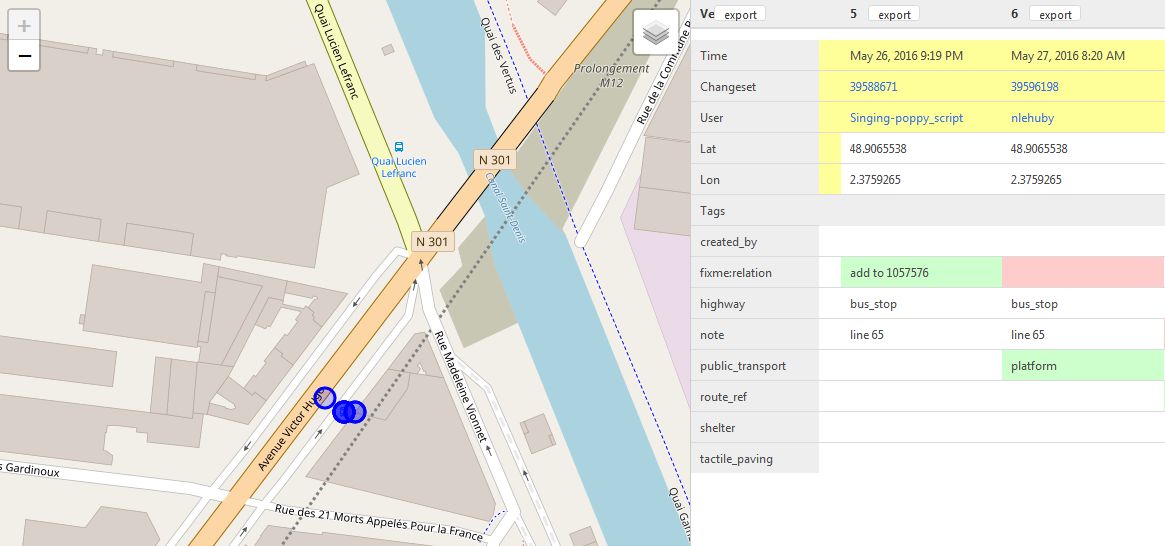 +
−
Quai Lucien Lefranc
Quai des Vertus
Prolongement
M12
Rue de la Commune
N 301
Quai Lucien
Lefranc
Canal Saint-Denis
N 301
Rue Madeleine Vionnet
Avenue Victor Hugo
Gardinoux
Rue des 21 Morts Appelés Pour la France
Quai
Ve export 5 export 6 export
Time May 26, 2016 9:19 PM May 27, 2016 8:20 AM
Changeset 39588671 39596198
User Singing-poppy_script nlehuby
Lat 48.9065538 48.9065538
Lon 2.3759265 2.3759265
Tags
created_by
fixme:relation add to 1057576
highway bus_stop bus_stop
note line 65 line 65
public_transport platform
route_ref
shelter
tactile_paving